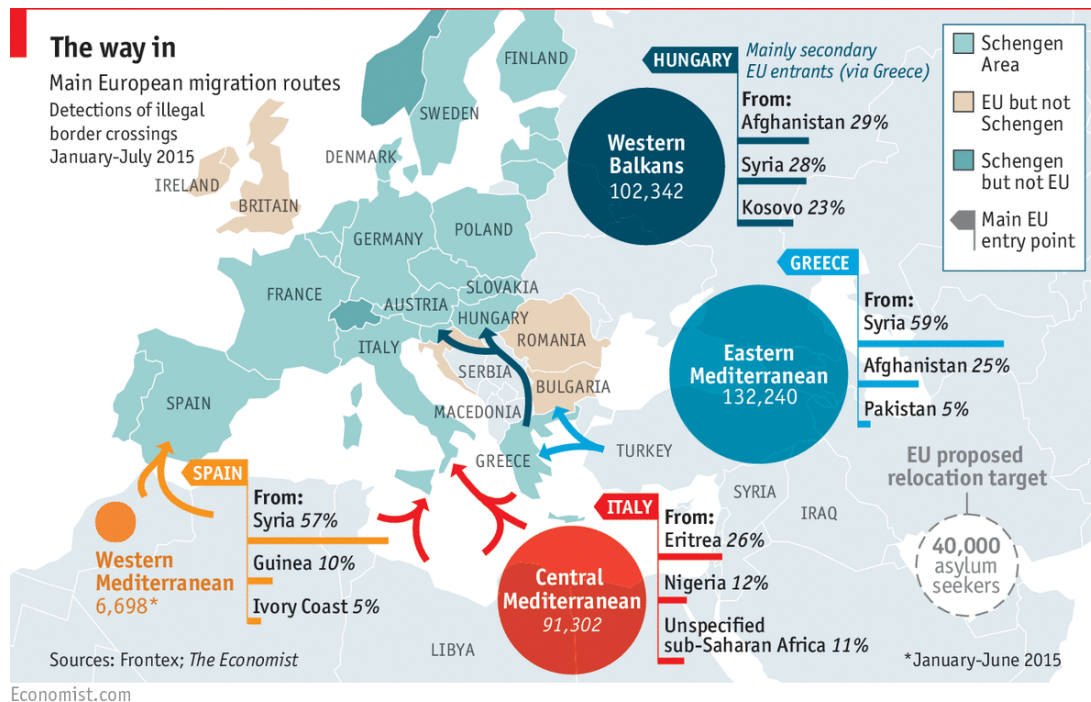 The way in
Main European migration routes
Detections of illegal
border crossings
January-July 2015
FINLAND
SWEDEN
DENMARK
IRELAND
BRITAIN
GERMANY
POLAND
FRANCE
SLOVAKIA
AUSTRIA
HUNGARY
ITALY
ROMANIA
SERBIA
BULGARIA
SPAIN
MACEDONIA
GREECE
TURKEY
SYRIA
IRAQ
LIBYA
HUNGARY
Mainly secondary
EU entrants (via Greece)
Western
Balkans
102,342
From:
Afghanistan 29%
Syria 28%
Kosovo 23%
Schengen
Area
EU but not
Schengen
Schengen
but not EU
Main EU
entry point
GREECE
Eastern
Mediterranean
132,240
From:
Syria 59%
Afghanistan 25%
Pakistan 5%
EU proposed
relocation target
40,000
asylum
seekers
SPAIN
Western
Mediterranean
6,698*
From:
Syria 57%
Guinea 10%
Ivory Coast 5%
ITALY
Central
Mediterranean
91,302
From:
Eritrea 26%
Nigeria 12%
Unspecified
sub-Saharan Africa 11%
Sources: Frontex; The Economist
*January-June 2015
Economist.com